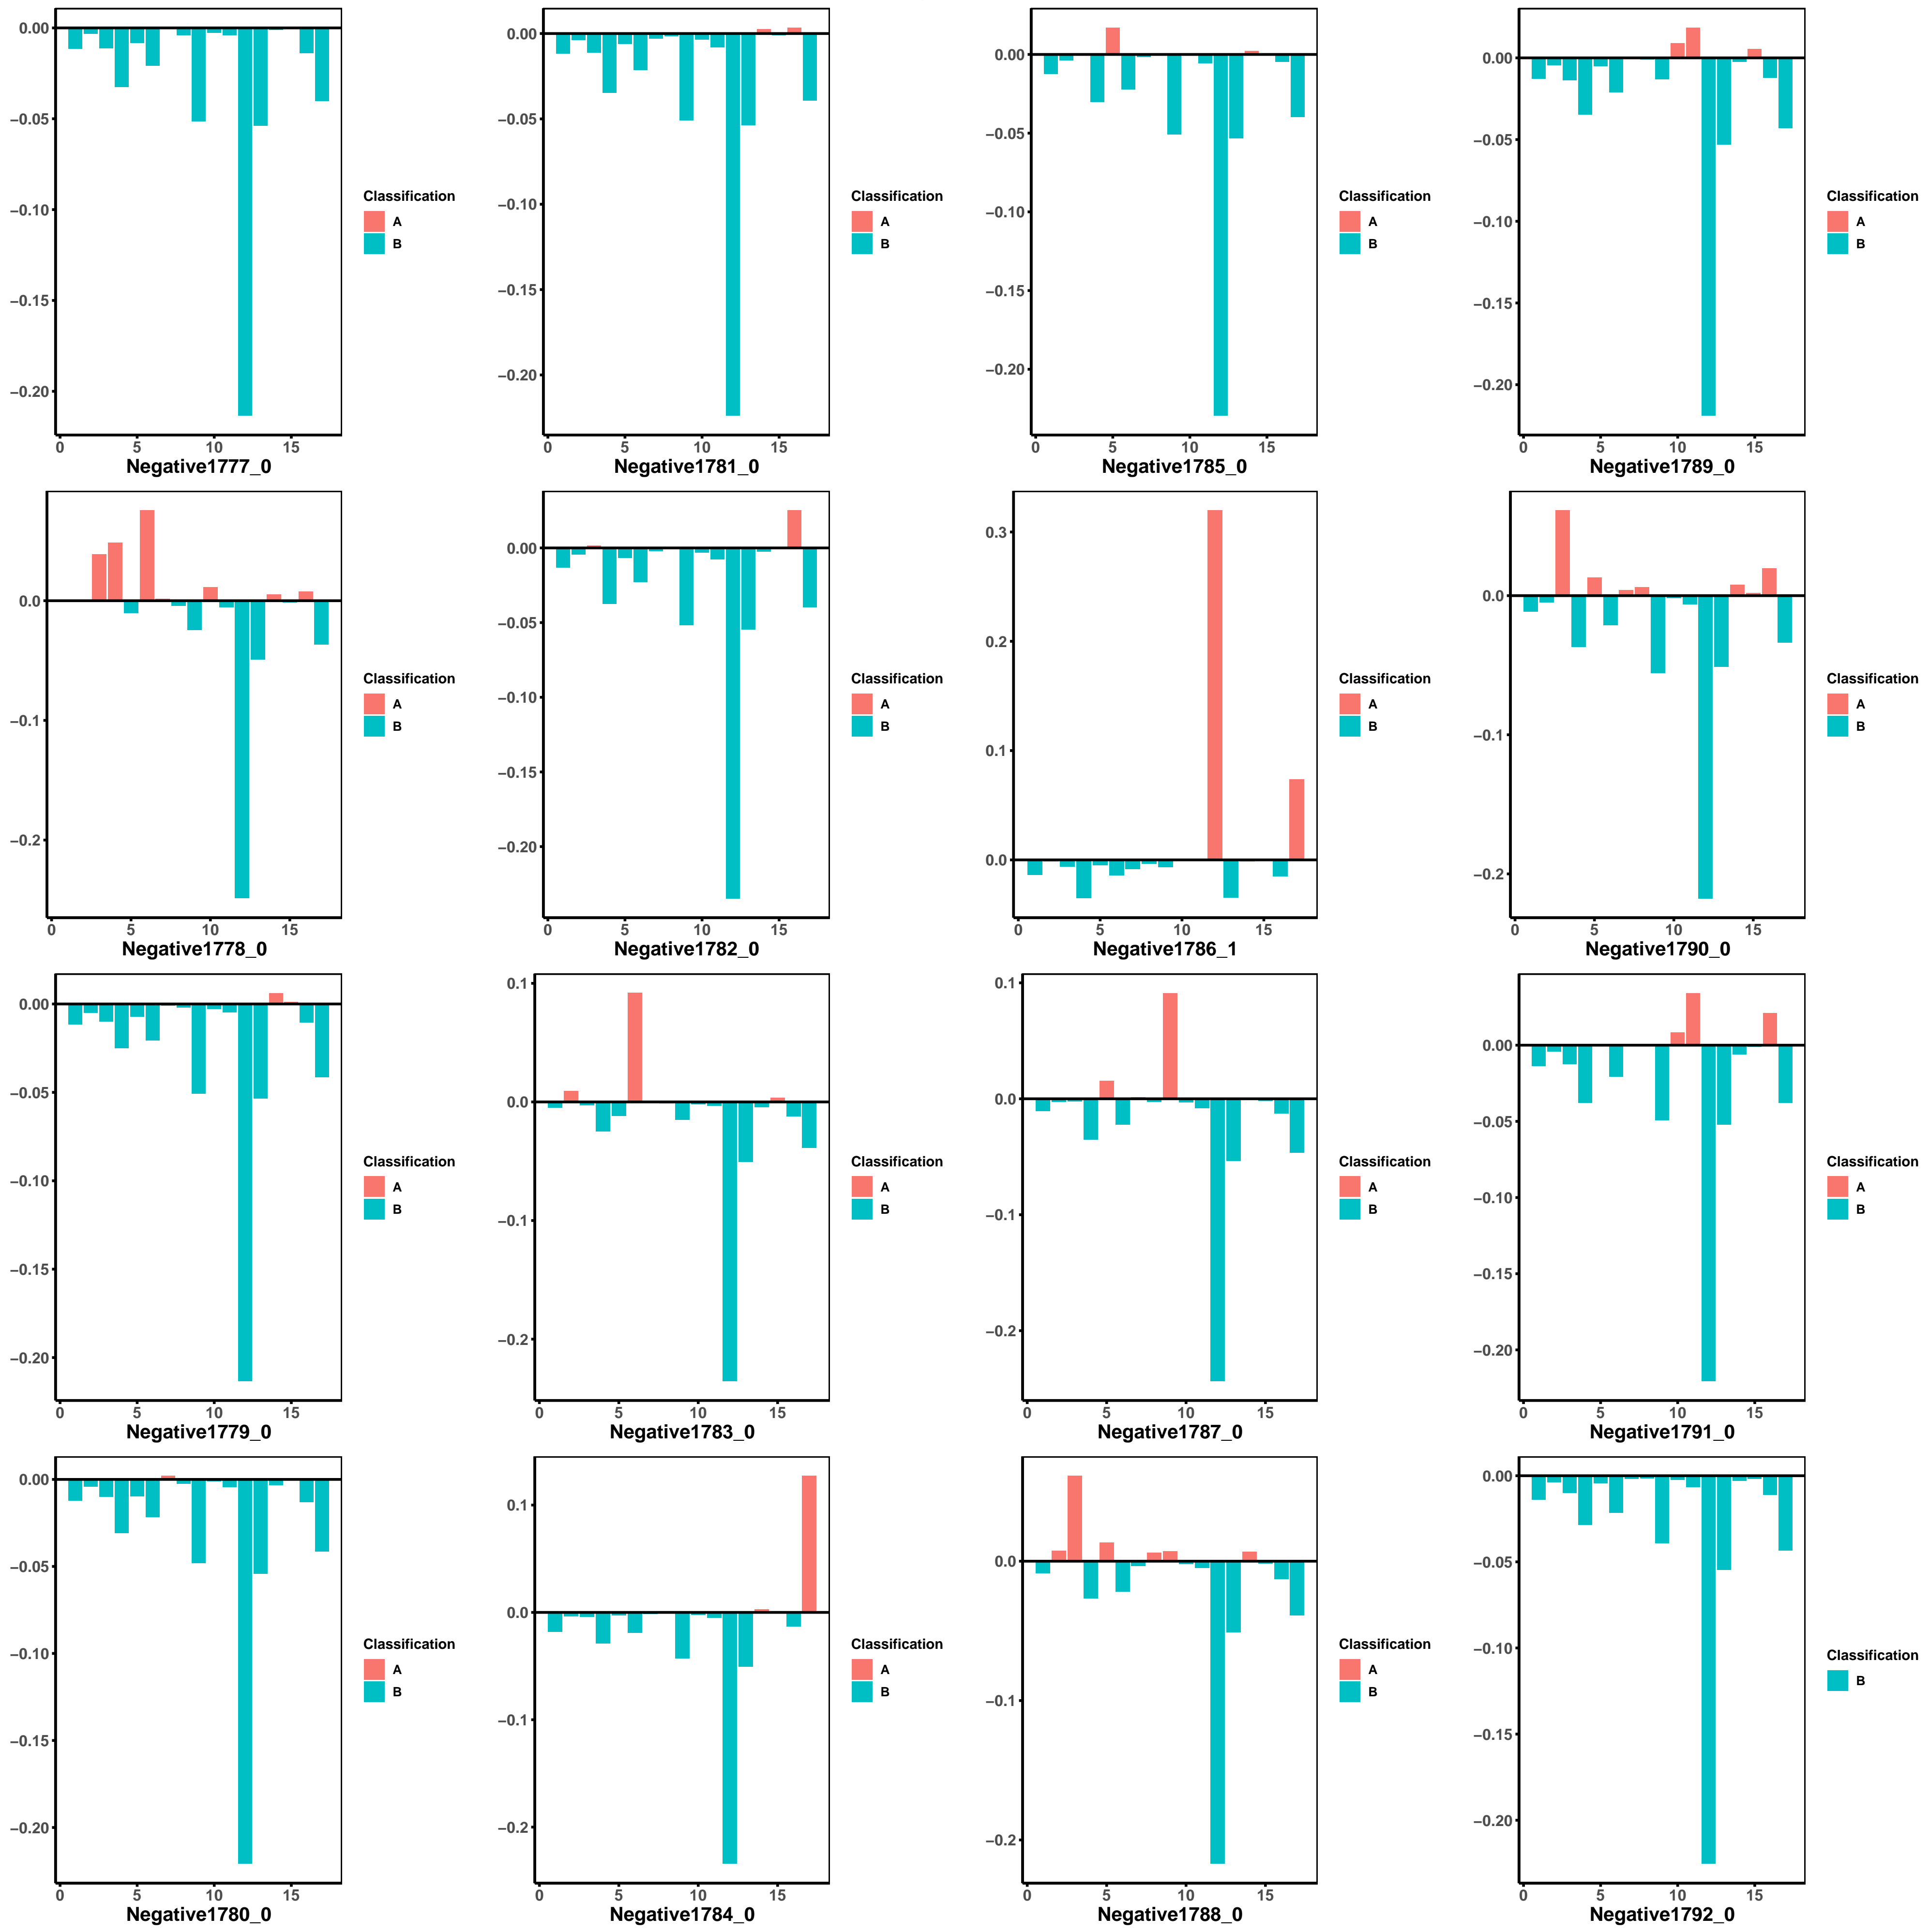 0.00
−0.05
−0.10
−0.15
−0.20
0 5 10 15
Negative1777_0
Classification
A
B
0.00
−0.05
−0.10
−0.15
−0.20
0 5 10 15
Negative1781_0
Classification
A
B
0.00
−0.05
−0.10
−0.15
−0.20
0 5 10 15
Negative1785_0
Classification
A
B
0.00
−0.05
−0.10
−0.15
−0.20
0 5 10 15
Negative1789_0
Classification
A
B
0.0
−0.1
−0.2
0 5 10 15
Negative1778_0
Classification
A
B
0.00
−0.05
−0.10
−0.15
−0.20
0 5 10 15
Negative1782_0
Classification
A
B
0.3
0.2
0.1
0.0
0 5 10 15
Negative1786_1
Classification
A
B
0.0
−0.1
−0.2
0 5 10 15
Negative1790_0
Classification
A
B
0.00
−0.05
−0.10
−0.15
−0.20
0 5 10 15
Negative1779_0
Classification
A
B
0.1
0.0
−0.1
−0.2
0 5 10 15
Negative1783_0
Classification
A
B
0.1
0.0
−0.1
−0.2
0 5 10 15
Negative1787_0
Classification
A
B
0.00
−0.05
−0.10
−0.15
−0.20
0 5 10 15
Negative1791_0
Classification
A
B
0.00
−0.05
−0.10
−0.15
−0.20
0 5 10 15
Negative1780_0
Classification
A
B
0.1
0.0
−0.1
−0.2
0 5 10 15
Negative1784_0
Classification
A
B
0.0
−0.1
−0.2
0 5 10 15
Negative1788_0
Classification
A
B
0.00
−0.05
−0.10
−0.15
−0.20
0 5 10 15
Negative1792_0
Classification
B